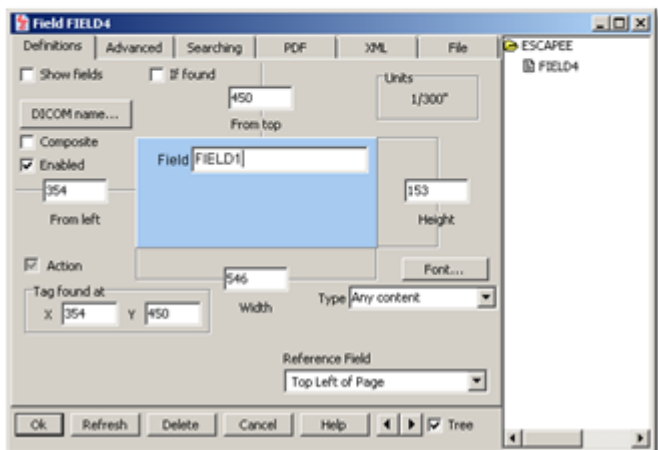 Field FIELD4
Definitions Advanced Searching PDF XML File
ESCAPEE
FIELD4
Show fields If found
Units
1/300"
450
From top
DICOM name...
Composite
Enabled
Field FIELD1
354
From left
153
Height
Action
Font...
546
Width
Tag found at
X 354 Y 450
Type Any content
Reference Field
Top Left of Page
Ok Refresh Delete Cancel Help Tree